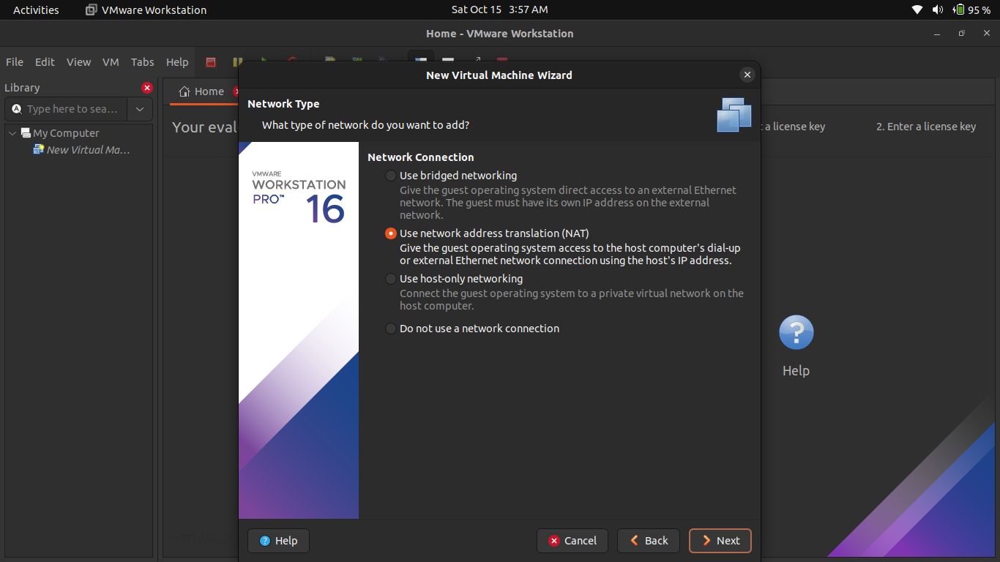 Activities
VMware Workstation
Sat Oct 15 3:57 AM
95 %
Home - VMware Workstation
File Edit View VM Tabs Help
Library
Type here to sea...
My Computer
New Virtual Ma...
Home
Your eval
t a license key
2. Enter a license key
New Virtual Machine Wizard
Network Type
What type of network do you want to add?
VMWARE
WORKSTATION
PRO™ 16
Network Connection
Use bridged networking
Give the guest operating system direct access to an external Ethernet
network. The guest must have its own IP address on the external
network.
Use network address translation (NAT)
Give the guest operating system access to the host computer's dial-up
or external Ethernet network connection using the host's IP address.
Use host-only networking
Connect the guest operating system to a private virtual network on the
host computer.
Do not use a network connection
Help
Help
Cancel
Back
Next